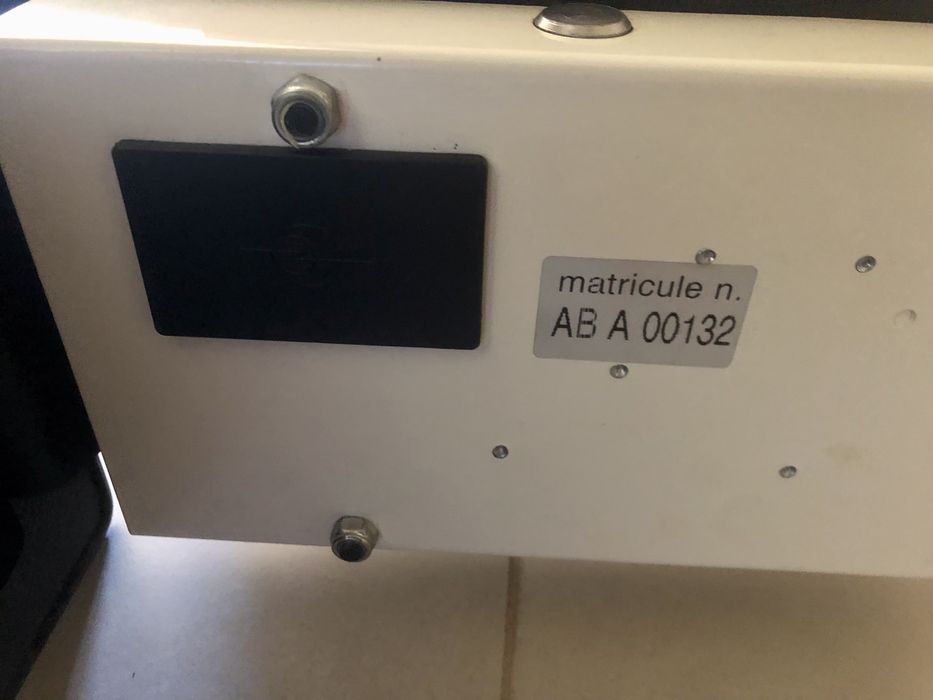 matricule n.
AB A 00132